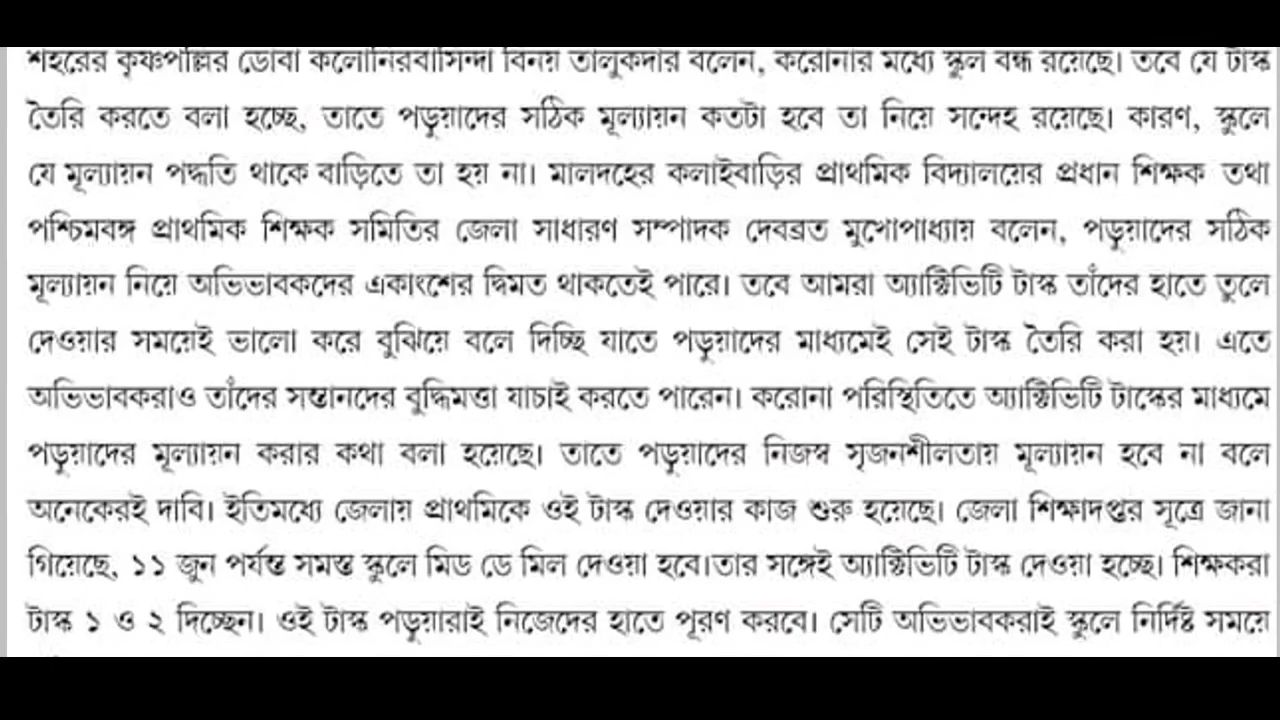 শহরের কৃষ্ণপল্লির ডোবা কলোনিরবাসিন্দা বিনয় তালুকদার বলেন, করোনার মধ্যে স্কুল বন্ধ রয়েছে। তবে যে টাস্ক
তৈরি করতে বলা হচ্ছে, তাতে পড়ুয়াদের সঠিক মূল্যায়ন কতটা হবে তা নিয়ে সন্দেহ রয়েছে। কারণ, স্কুলে
যে মূল্যায়ন পদ্ধতি থাকে বাড়িতে তা হয় না। মালদহের কলাইবাড়ির প্রাথমিক বিদ্যালয়ের প্রধান শিক্ষক তথা
পশ্চিমবঙ্গ প্রাথমিক শিক্ষক সমিতির জেলা সাধারণ সম্পাদক দেবব্রত মুখোপাধ্যায় বলেন, পড়ুয়াদের সঠিক
মূল্যায়ন নিয়ে অভিভাবকদের একাংশের দ্বিমত থাকতেই পারে। তবে আমরা অ্যাক্টিভিটি টাস্ক তাঁদের হাতে তুলে
দেওয়ার সময়েই ভালো করে বুঝিয়ে বলে দিচ্ছি যাতে পড়ুয়াদের মাধ্যমেই সেই টাস্ক তৈরি করা হয়। এতে
অভিভাবকরাও তাঁদের সন্তানদের বুদ্ধিমত্তা যাচাই করতে পারেন। করোনা পরিস্থিতিতে অ্যাক্টিভিটি টাস্কের মাধ্যমে
পড়ুয়াদের মূল্যায়ন করার কথা বলা হয়েছে। তাতে পড়ুয়াদের নিজস্ব সৃজনশীলতায় মূল্যায়ন হবে না বলে
অনেকেরই দাবি। ইতিমধ্যে জেলায় প্রাথমিকে ওই টাস্ক দেওয়ার কাজ শুরু হয়েছে। জেলা শিক্ষাদপ্তর সূত্রে জানা
গিয়েছে, ১১ জুন পর্যন্ত সমস্ত স্কুলে মিড ডে মিল দেওয়া হবে।তার সঙ্গেই অ্যাক্টিভিটি টাস্ক দেওয়া হচ্ছে। শিক্ষকরা
টাস্ক ১ ও ২ দিচ্ছেন। ওই টাস্ক পড়ুয়ারাই নিজেদের হাতে পূরণ করবে। সেটি অভিভাবকরাই স্কুলে নির্দিষ্ট সময়ে